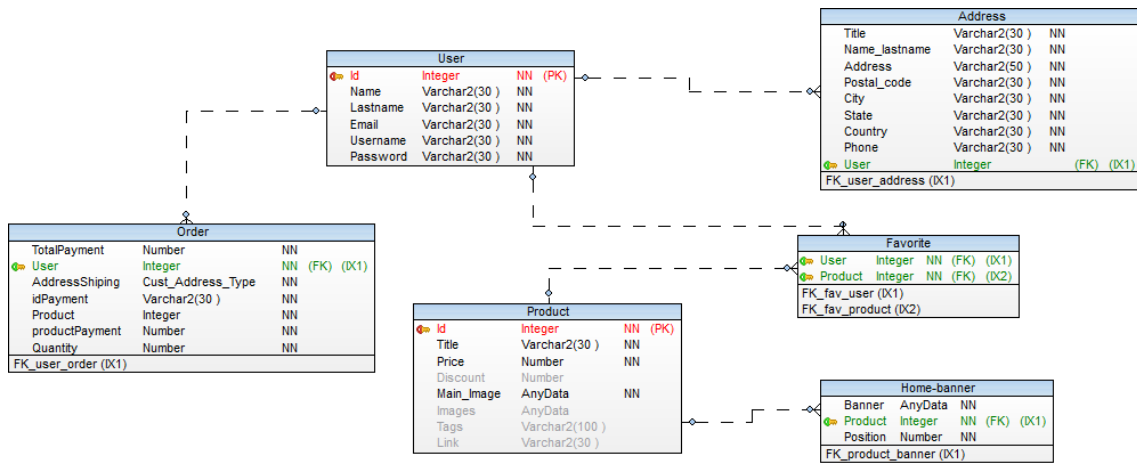 User
Id Integer NN (PK)
Name Varchar2(30 ) NN
Lastname Varchar2(30 ) NN
Email Varchar2(30 ) NN
Username Varchar2(30 ) NN
Password Varchar2(30 ) NN
Address
Title Varchar2(30 ) NN
Name_lastname Varchar2(30 ) NN
Address Varchar2(50 ) NN
Postal_code Varchar2(30 ) NN
City Varchar2(30 ) NN
State Varchar2(30 ) NN
Country Varchar2(30 ) NN
Phone Varchar2(30 ) NN
User Integer (FK) (IX1)
FK_user_address (IX1)
Order
TotalPayment Number NN
User Integer NN (FK) (IX1)
AddressShiping Cust_Address_Type NN
idPayment Varchar2(30 ) NN
Product Integer NN
productPayment Number NN
Quantity Number NN
FK_user_order (IX1)
Favorite
User Integer NN (FK) (IX1)
Product Integer NN (FK) (IX2)
FK_fav_user (IX1)
FK_fav_product (IX2)
Product
Id Integer NN (PK)
Title Varchar2(30 ) NN
Price Number NN
Discount Number
Main_Image AnyData NN
Images AnyData
Tags Varchar2(100 )
Link Varchar2(30 )
Home-banner
Banner AnyData NN
Product Integer NN (FK) (IX1)
Position Number NN
FK_product_banner (IX1)